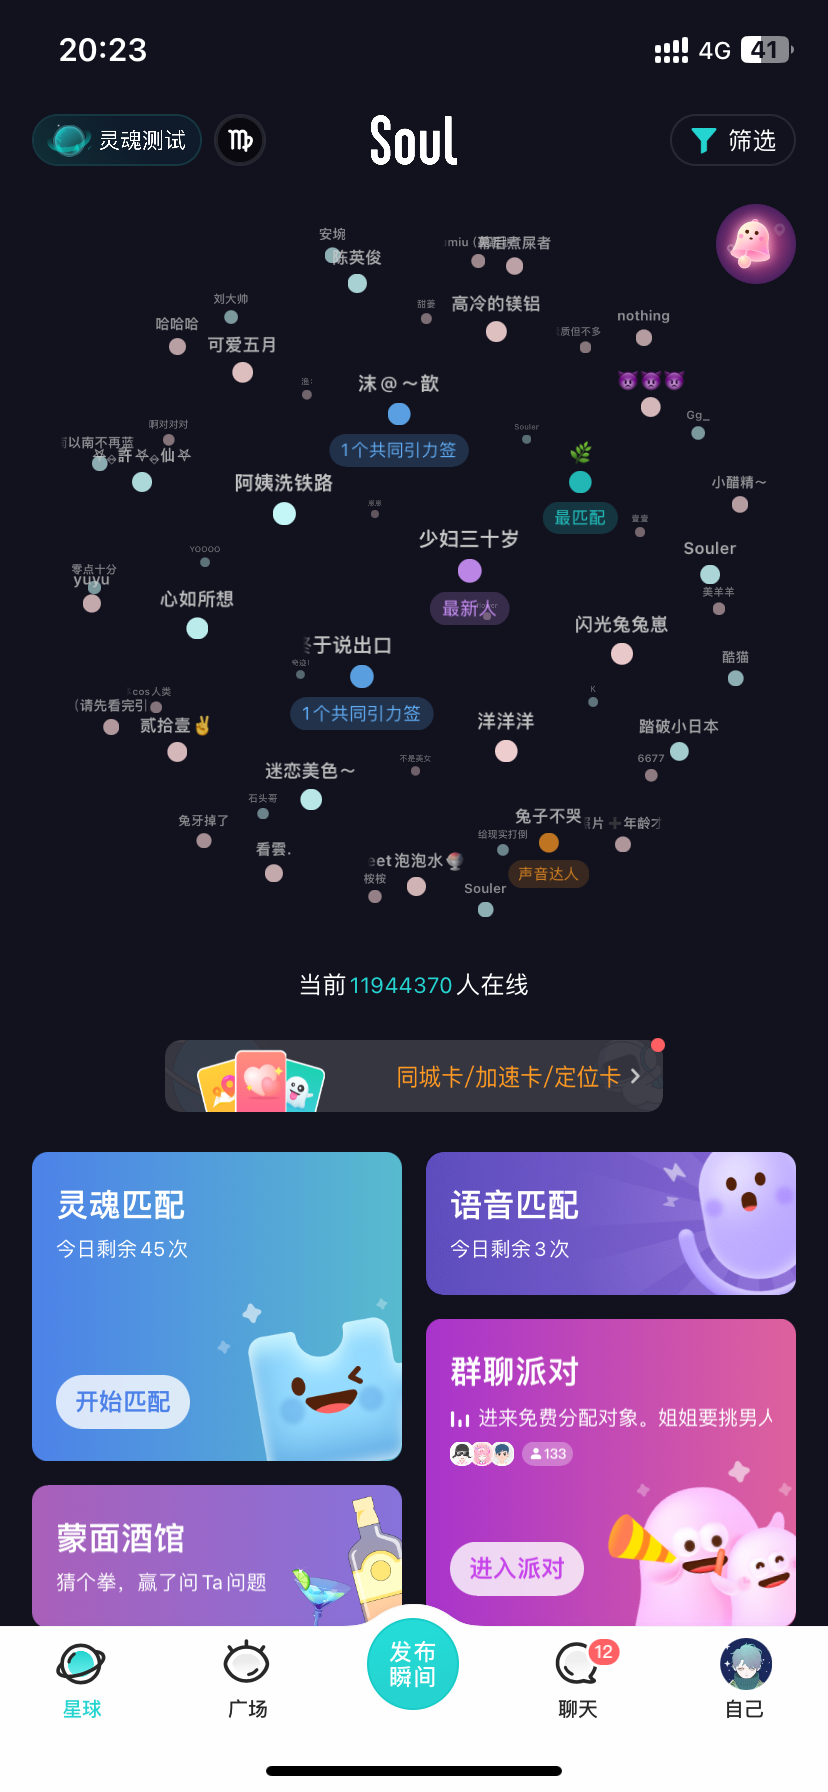 20:23
4G 41
灵魂测试
Soul
筛选
安埦
陈英俊
幕后煮屎者
刘大帅
甜菱
高冷的镁铝
哈哈哈
可爱五月
质但不多
nothing
沫@～歆
😈😈😈
1个共同引力签
Gg_
啊对对对
以南不再蓝
許⛧仙⛧
Souler
🌿
阿姨洗铁路
最匹配
小醋精～
崽崽
壹壹
少妇三十岁
Souler
YOOOO
零点十分
yuyu
心如所想
最新人
美羊羊
闪光兔兔崽
于说出口
酷猫
cos人类
K
1个共同引力签
（请先看完引
贰拾壹✌️
洋洋洋
踏破小日本
不是美女
6677
迷恋美色～
石头哥
兔牙掉了
兔子不哭
片➕年龄才
给现实打倒
看雲.
eet泡泡水🍧
声音达人
桉桉
Souler
当前11944370人在线
同城卡/加速卡/定位卡
灵魂匹配
今日剩余45次
开始匹配
语音匹配
今日剩余3次
群聊派对
进来免费分配对象。姐姐要挑男人
133
进入派对
蒙面酒馆
猜个拳，赢了问Ta问题
发布
瞬间
12
星球
广场
聊天
自己